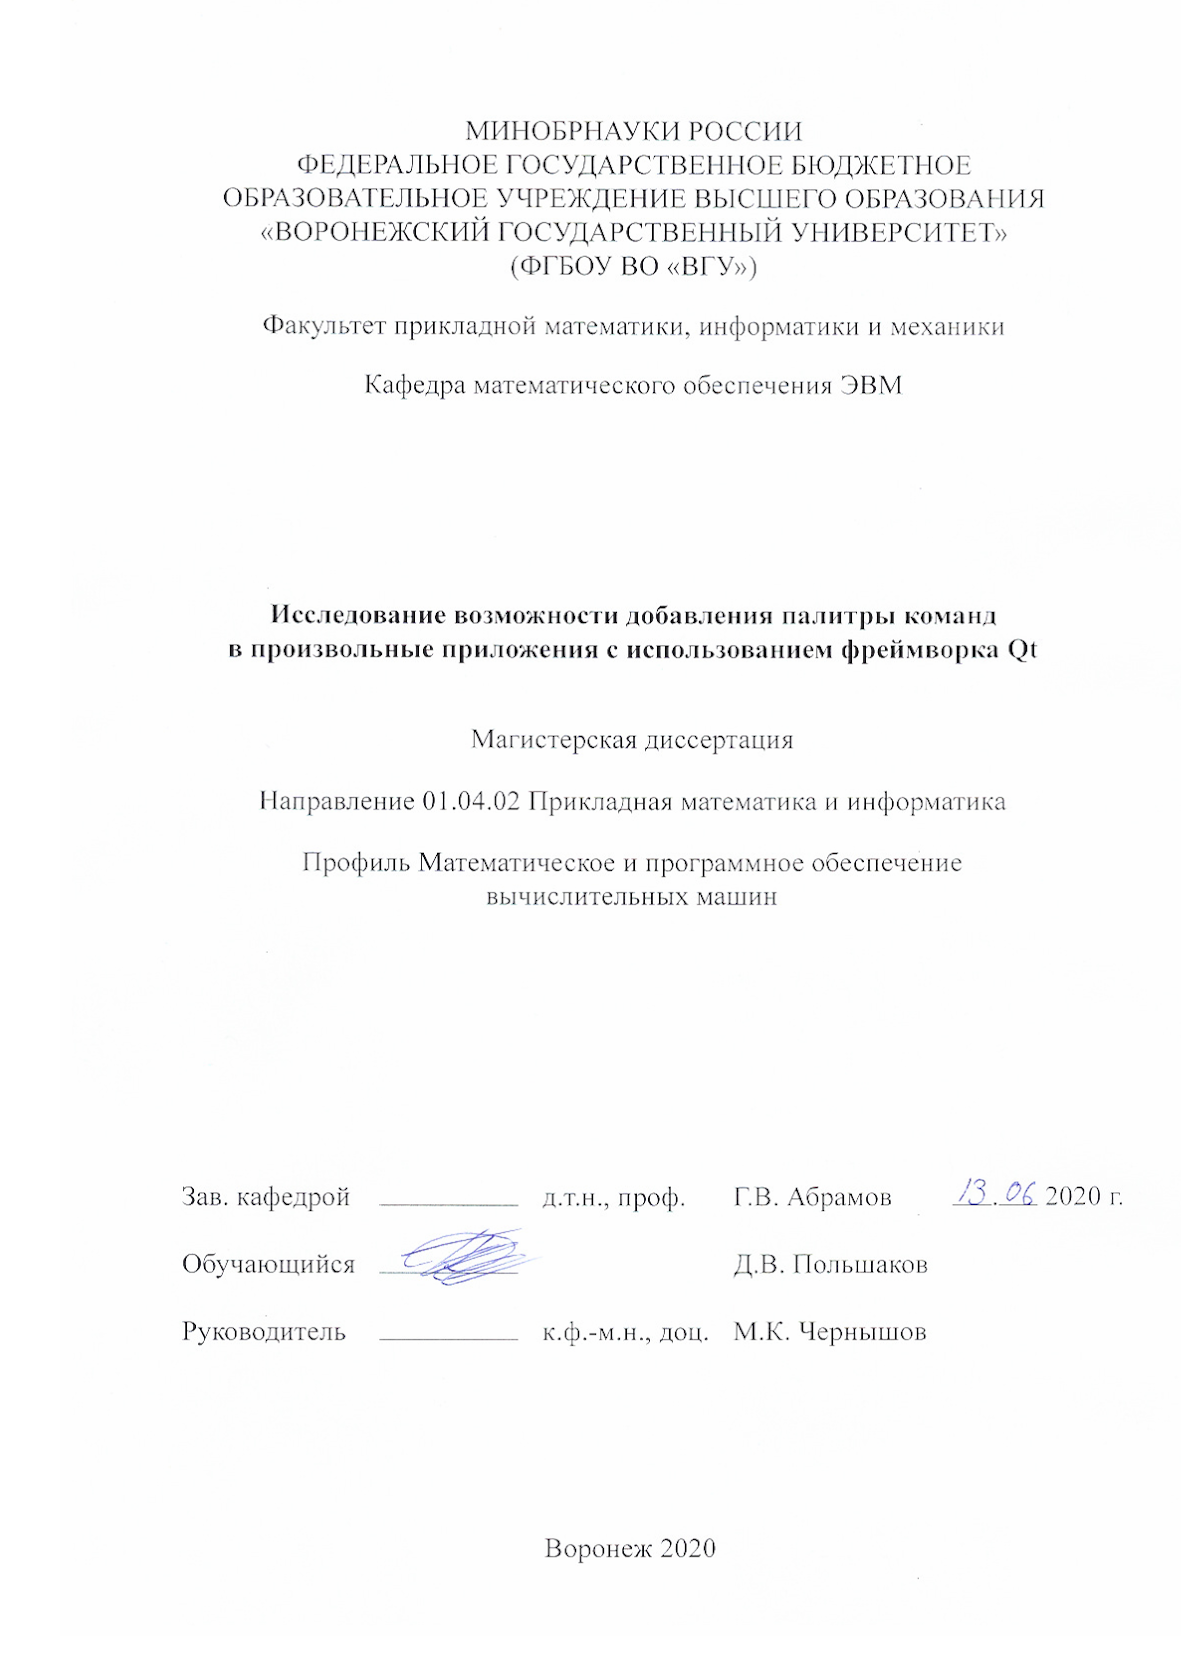 МИНОБРНАУКИ РОССИИ
ФЕДЕРАЛЬНОЕ ГОСУДАРСТВЕННОЕ БЮДЖЕТНОЕ
ОБРАЗОВАТЕЛЬНОЕ УЧРЕЖДЕНИЕ ВЫСШЕГО ОБРАЗОВАНИЯ
«ВОРОНЕЖСКИЙ ГОСУДАРСТВЕННЫЙ УНИВЕРСИТЕТ»
(ФГБОУ ВО «ВГУ»)
Факультет прикладной математики, информатики и механики
Кафедра математического обеспечения ЭВМ
Исследование возможности добавления палитры команд
в произвольные приложения с использованием фреймворка Qt
Магистерская диссертация
Направление 01.04.02 Прикладная математика и информатика
Профиль Математическое и программное обеспечение
вычислительных машин
Зав. кафедрой __________ д.т.н., проф. Г.В. Абрамов 13.06 2020 г.
Обучающийся __________ Д.В. Польшаков
Руководитель __________ к.ф.-м.н., доц. М.К. Чернышов
Воронеж 2020